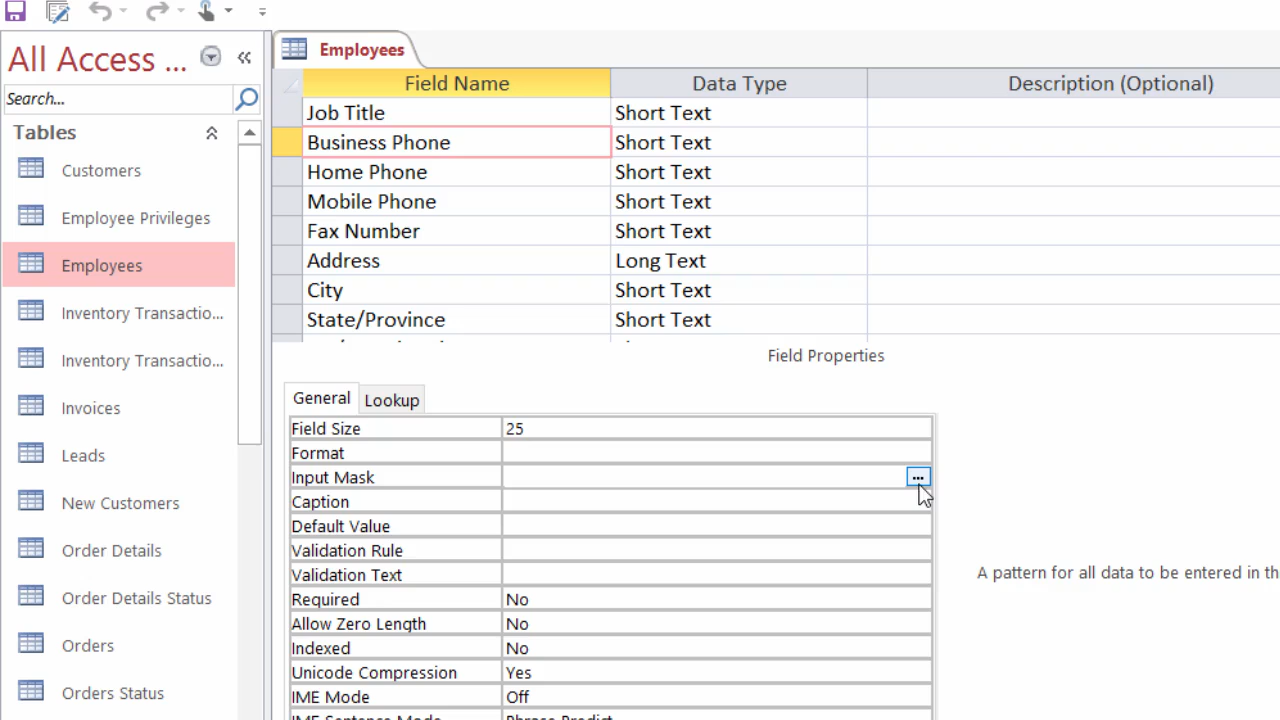 All Access ...
Search...
Tables
Customers
Employee Privileges
Employees
Inventory Transactio...
Inventory Transactio...
Invoices
Leads
New Customers
Order Details
Order Details Status
Orders
Orders Status
Employees
Field Name Data Type Description (Optional)
Job Title Short Text
Business Phone Short Text
Home Phone Short Text
Mobile Phone Short Text
Fax Number Short Text
Address Long Text
City Short Text
State/Province Short Text
Field Properties
General Lookup
Field Size 25
Format
Input Mask ...
Caption
Default Value
Validation Rule
Validation Text
Required No
Allow Zero Length No
Indexed No
Unicode Compression Yes
IME Mode Off
IME Sentence Mode Phrase Predict
A pattern for all data to be entered in th